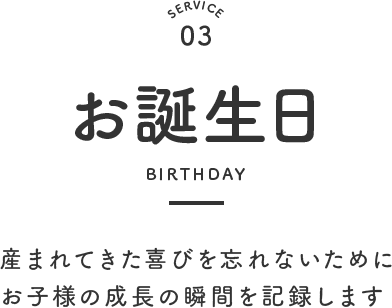 SERVICE
03
お誕生日
BIRTHDAY
産まれてきた喜びを忘れないために
お子様の成長の瞬間を記録します